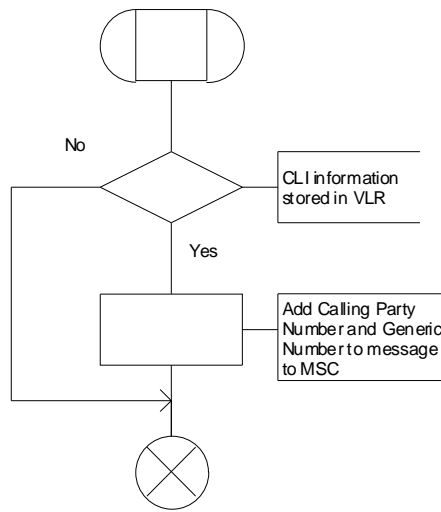 No
CLI information
stored in VLR
Yes
Add Calling Party
Number and Generic
Number to message
to MSC